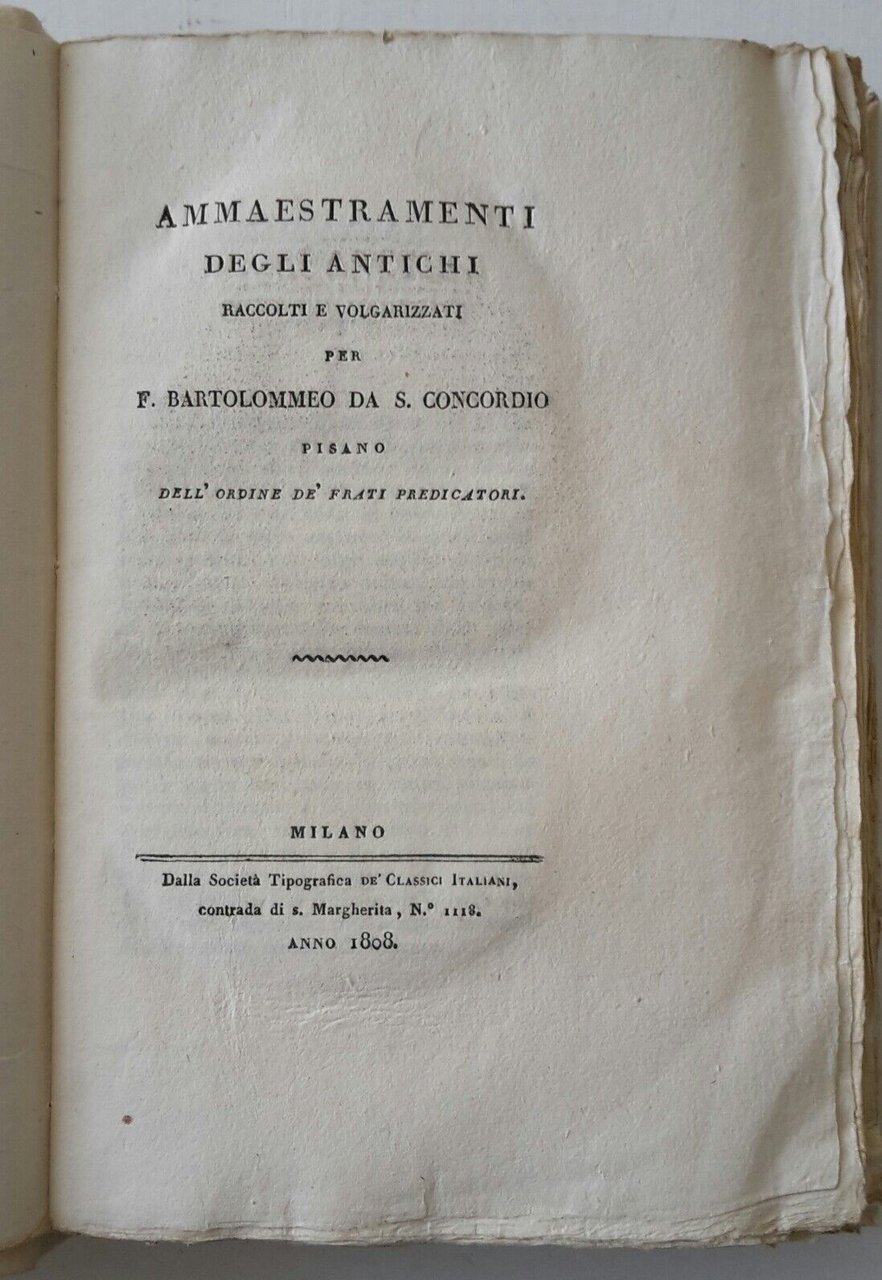 AMMAESTRAMENTI
DEGLI ANTICHI
RACCOLTI E VOLGARIZZATI
PER
F. BARTOLOMMEO DA S. CONCORDIO
PISANO
DELL' ORDINE DE' FRATI PREDICATORI.
MILANO
Dalla Società Tipografica DE' CLASSICI ITALIANI,
contrada di s. Margherita, N.° 1118.
ANNO 1808.